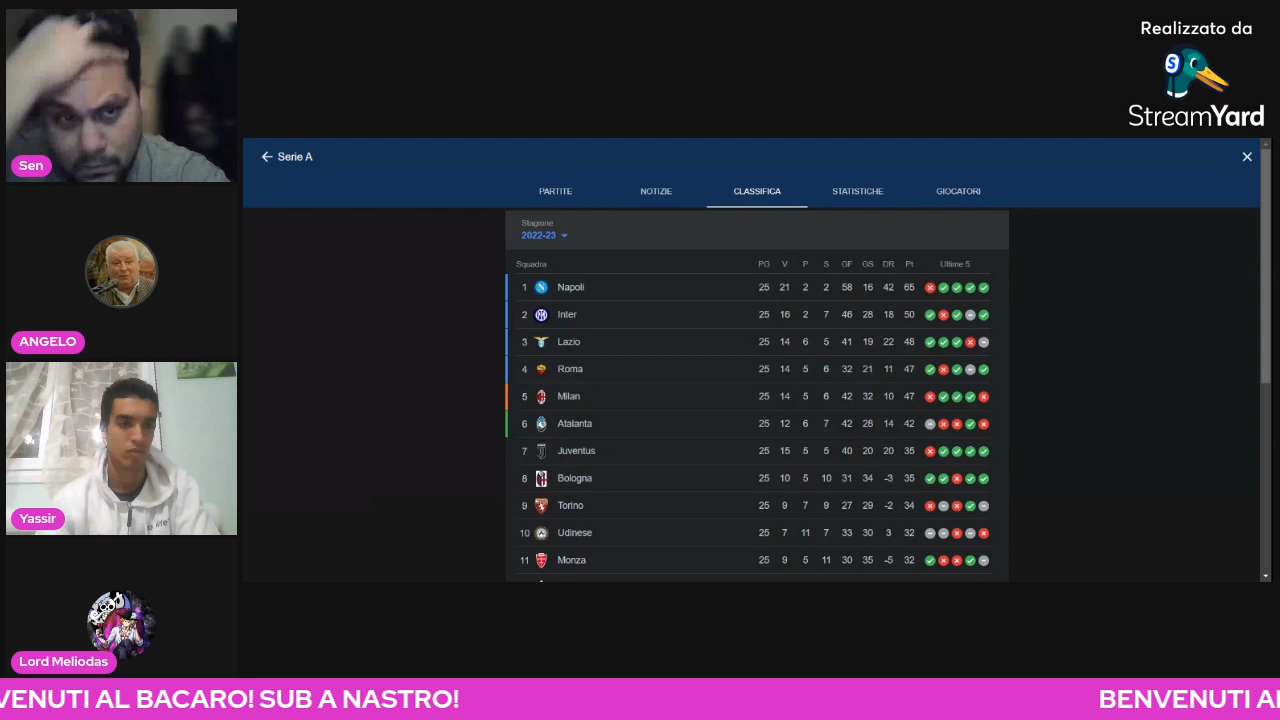 Realizzato da
StreamYard
Sen
ANGELO
Yassir
Lord Meliodas
Serie A
PARTITE NOTIZIE CLASSIFICA STATISTICHE GIOCATORI
Stagione
2022-23
Squadra PG V P S GF GS DR Pt Ultime 5
1 Napoli 25 21 2 2 58 16 42 65
2 Inter 25 16 2 7 46 28 18 50
3 Lazio 25 14 6 5 41 19 22 48
4 Roma 25 14 5 6 32 21 11 47
5 Milan 25 14 5 6 42 32 10 47
6 Atalanta 25 12 6 7 42 28 14 42
7 Juventus 25 15 5 5 40 20 20 35
8 Bologna 25 10 5 10 31 34 -3 35
9 Torino 25 9 7 9 27 29 -2 34
10 Udinese 25 7 11 7 33 30 3 32
11 Monza 25 9 5 11 30 35 -5 32
VENUTI AL BACARO! SUB A NASTRO! BENVENUTI A